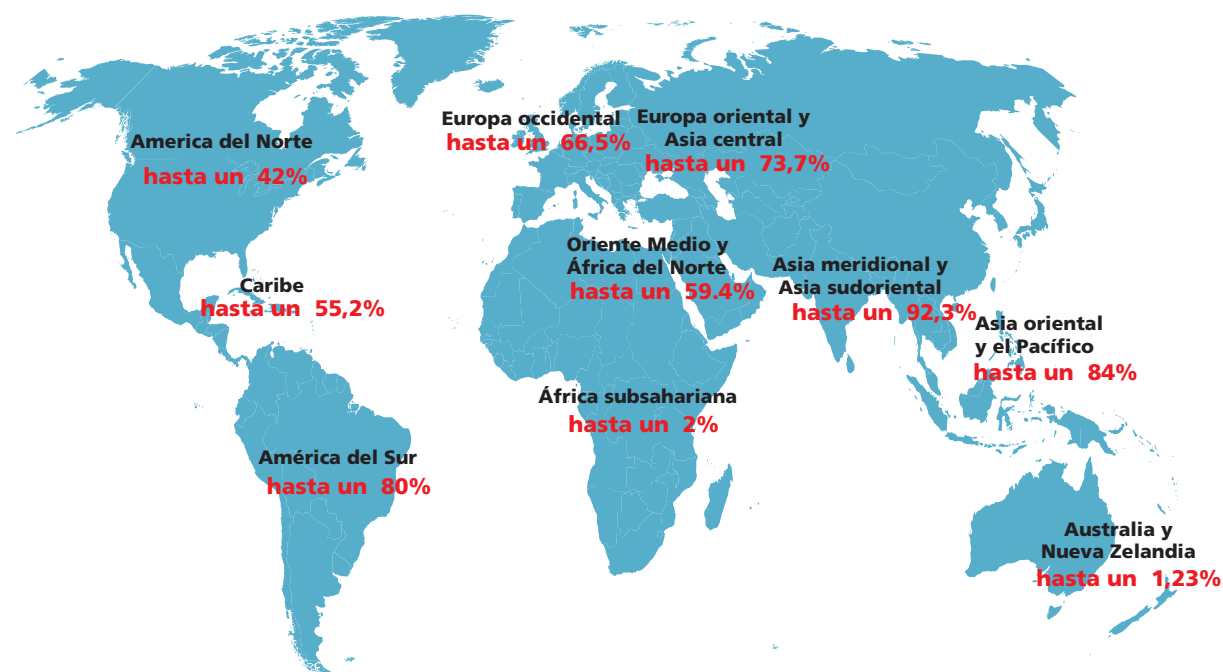 America del Norte
hasta un 42%
Europa occidental
hasta un 66,5%
Europa oriental y
Asia central
hasta un 73,7%
Caribe
hasta un 55,2%
Oriente Medio y
África del Norte
hasta un 59.4%
Asia meridional y
Asia sudoriental
hasta un 92,3%
Asia oriental
y el Pacífico
hasta un 84%
África subsahariana
hasta un 2%
América del Sur
hasta un 80%
Australia y
Nueva Zelandia
hasta un 1,23%